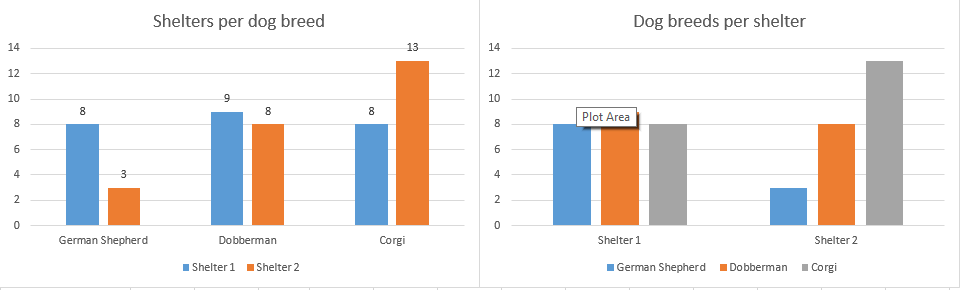 Shelters per dog breed
14
12
10
8
6
4
2
0
8
3
9
8
8
13
German Shepherd
Dobberman
Corgi
Shelter 1
Shelter 2
Dog breeds per shelter
14
12
10
8
6
4
2
0
Plot Area
Shelter 1
Shelter 2
German Shepherd
Dobberman
Corgi